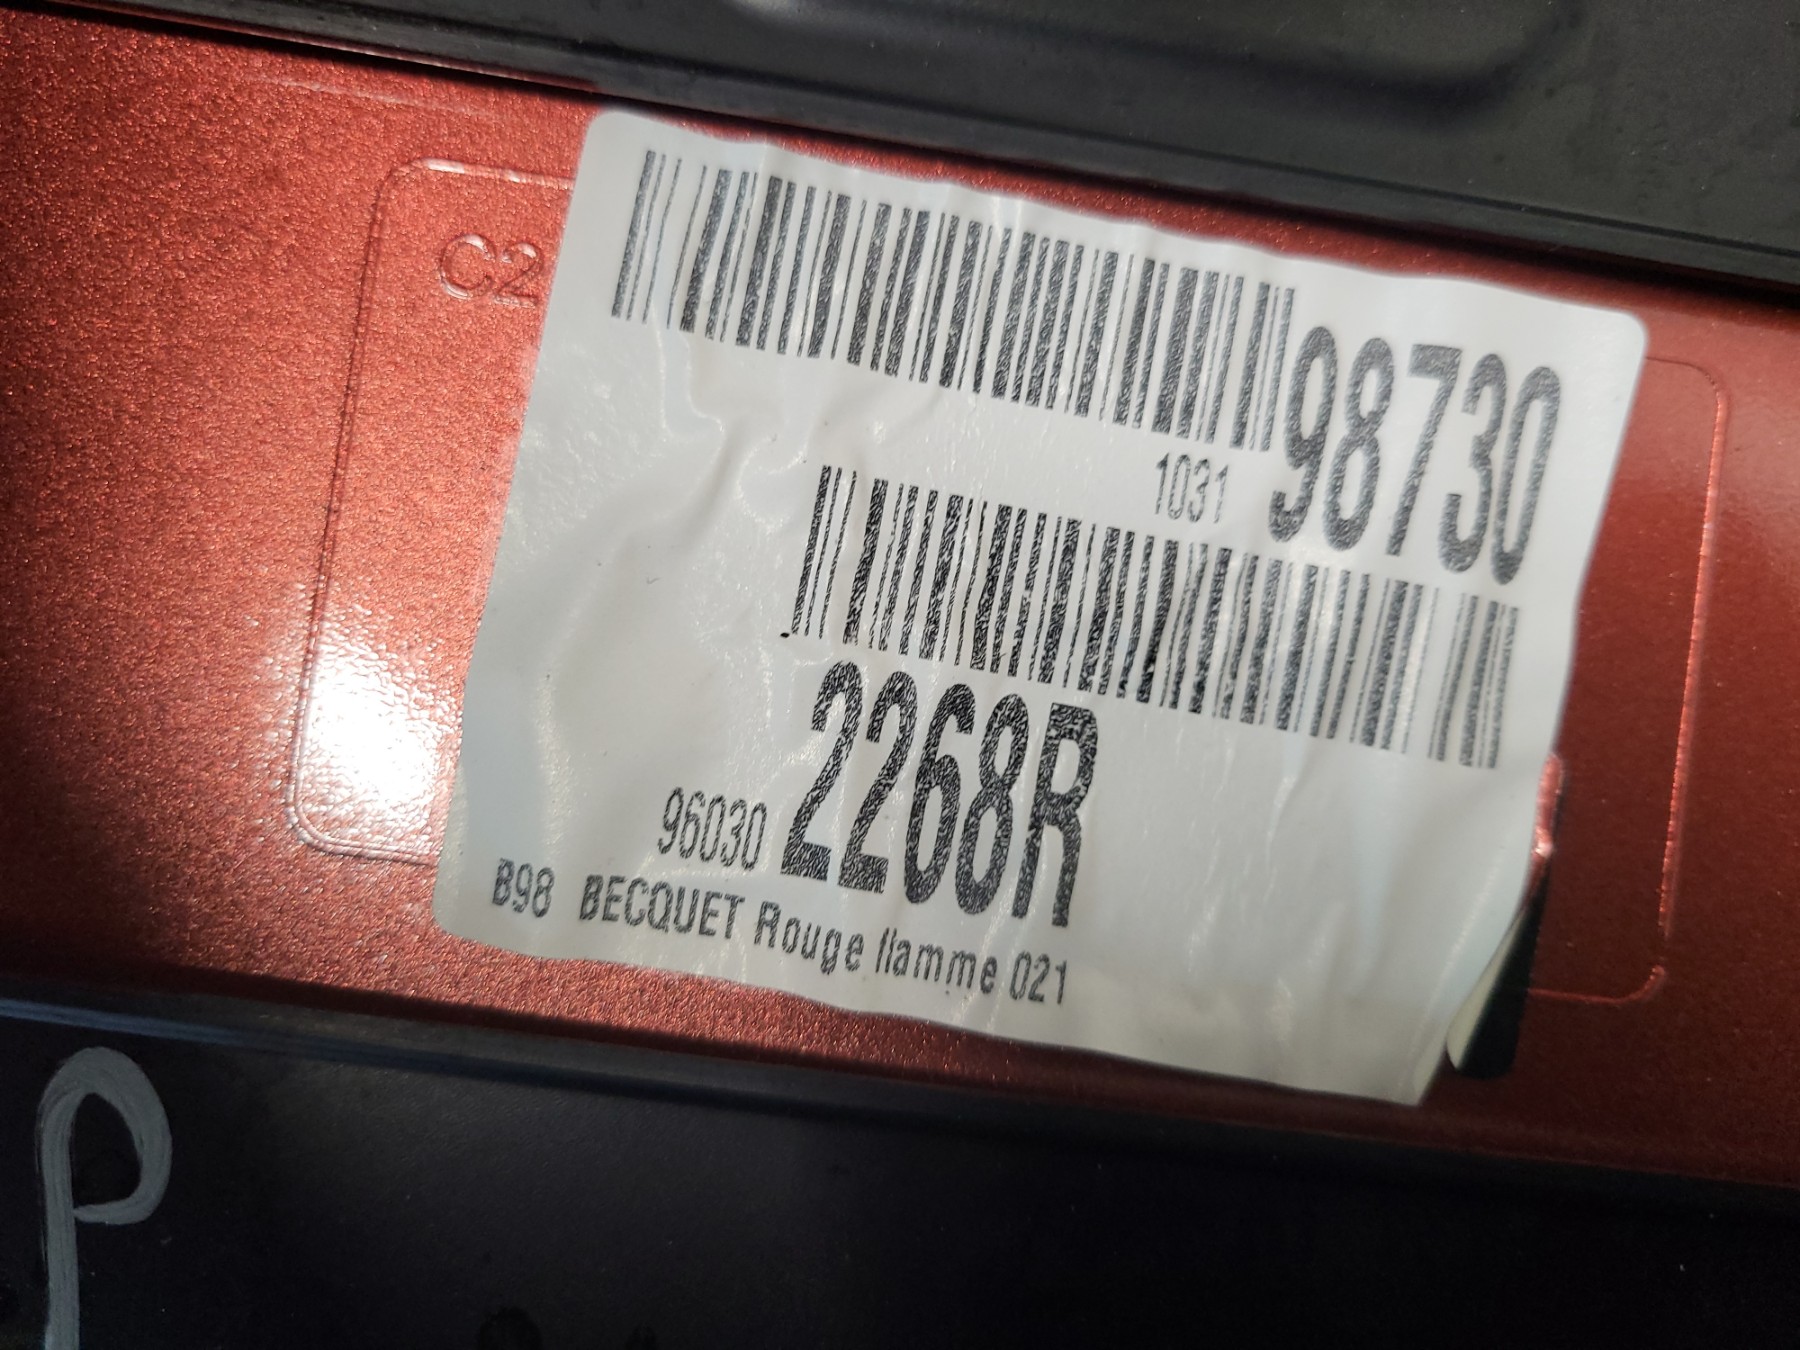 C2
1031 98730
96030 2268R
B98 BECQUET Rouge flamme 021